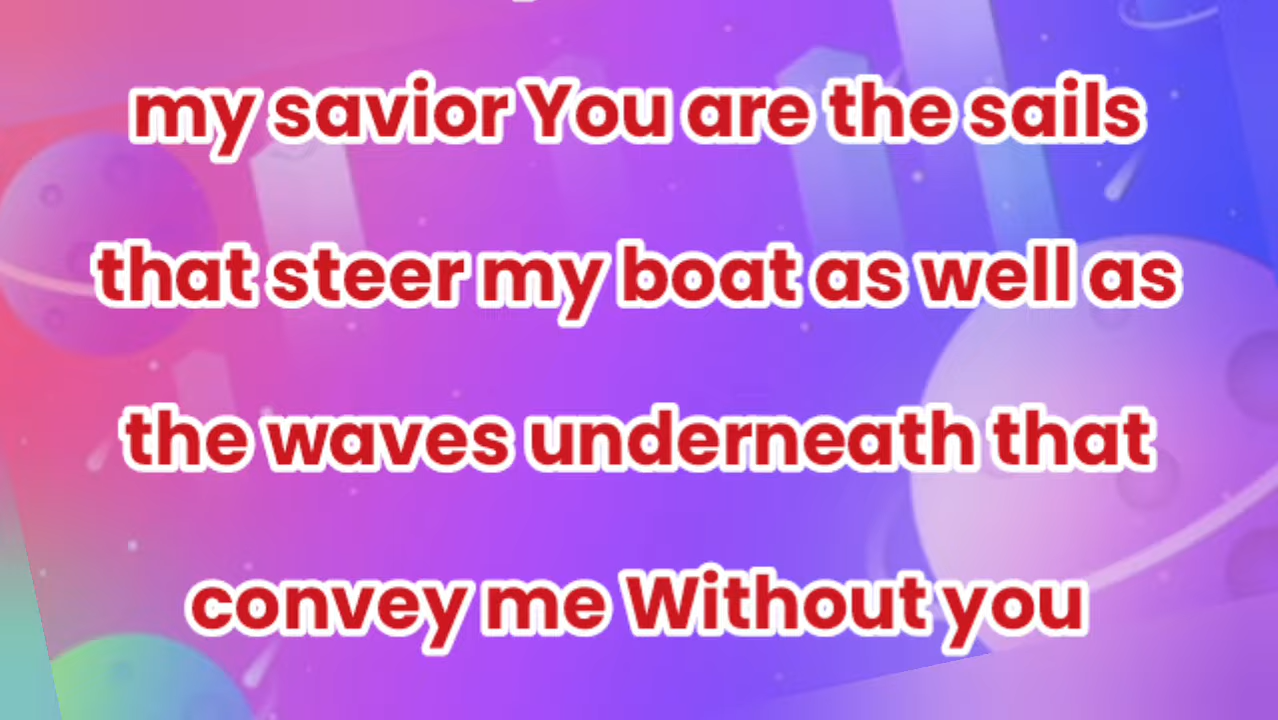 my savior You are the sails
that steer my boat as well as
the waves underneath that
convey me Without you